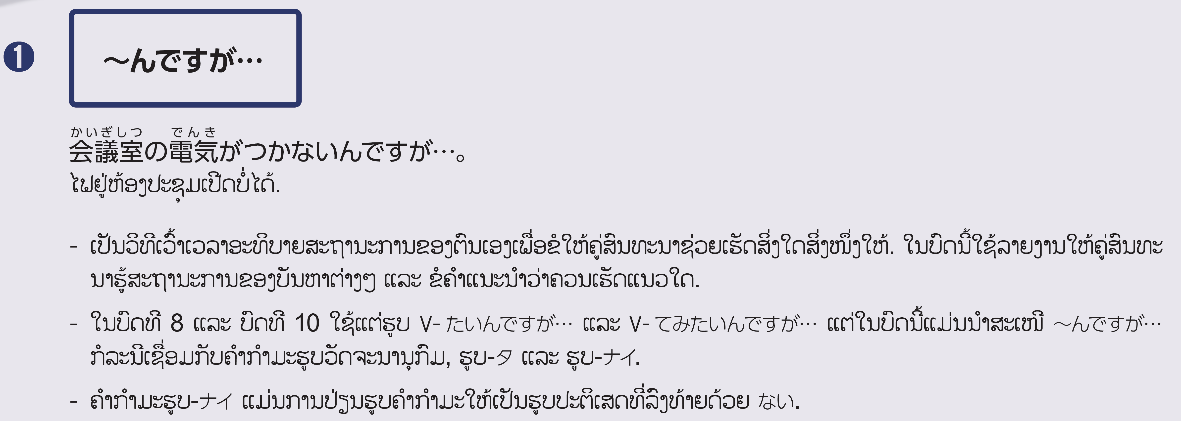 1
～んですが…
かいぎしつ でんき
会議室の電気がつかないんですが…。
ໄຟຢູ່ຫ້ອງປະຊຸມເປີດບໍ່ໄດ້.
- ເປັນວິທີເວົ້າເວລາອະທິບາຍສະຖານະການຂອງຕົນເອງເພື່ອຂໍໃຫ້ຄູ່ສົນທະນາຊ່ວຍເຮັດສິ່ງໃດສິ່ງໜຶ່ງໃຫ້. ໃນບົດນີ້ໃຊ້ລາຍງານໃຫ້ຄູ່ສົນທະ
ນາຮູ້ສະຖານະການຂອງບັນຫາຕ່າງໆ ແລະ ຂໍຄຳແນະນຳວ່າຄວນເຮັດແນວໃດ.
- ໃນບົດທີ 8 ແລະ ບົດທີ 10 ໃຊ້ແຕ່ຮູບ V- たいんですが… ແລະ V- てみたいんですが… ແຕ່ໃນບົດນີ້ແມ່ນນຳສະເໜີ ～んですが…
ກໍລະນີເຊື່ອມກັບຄຳກຳມະຮູບວັດຈະນານຸກົມ, ຮູບ-タ ແລະ ຮູບ-ナイ.
- ຄຳກຳມະຮູບ-ナイ ແມ່ນການປ່ຽນຮູບຄຳກຳມະໃຫ້ເປັນຮູບປະຕິເສດທີ່ລົງທ້າຍດ້ວຍ ない.